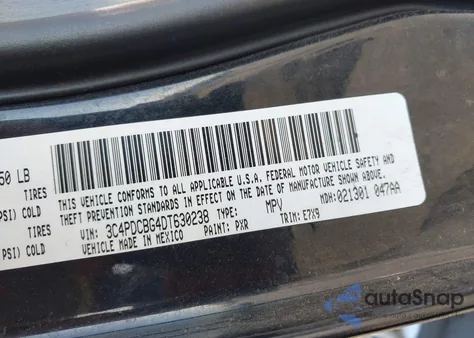 50 LB
TIRES
PSI) COLD
TIRES
PSI) COLD
THIS VEHICLE CONFORMS TO ALL APPLICABLE U.S.A. FEDERAL MOTOR VEHICLE SAFETY AND
THEFT PREVENTION STANDARDS IN EFFECT ON THE DATE OF MANUFACTURE SHOWN ABOVE.
VIN: 3C4PDCBG4DT630238 TYPE: MPV MDH: 021301 047AA
MADE IN MEXICO PAINT: PXR TRIM: E7X9
autoSnap
by CarsFromWest